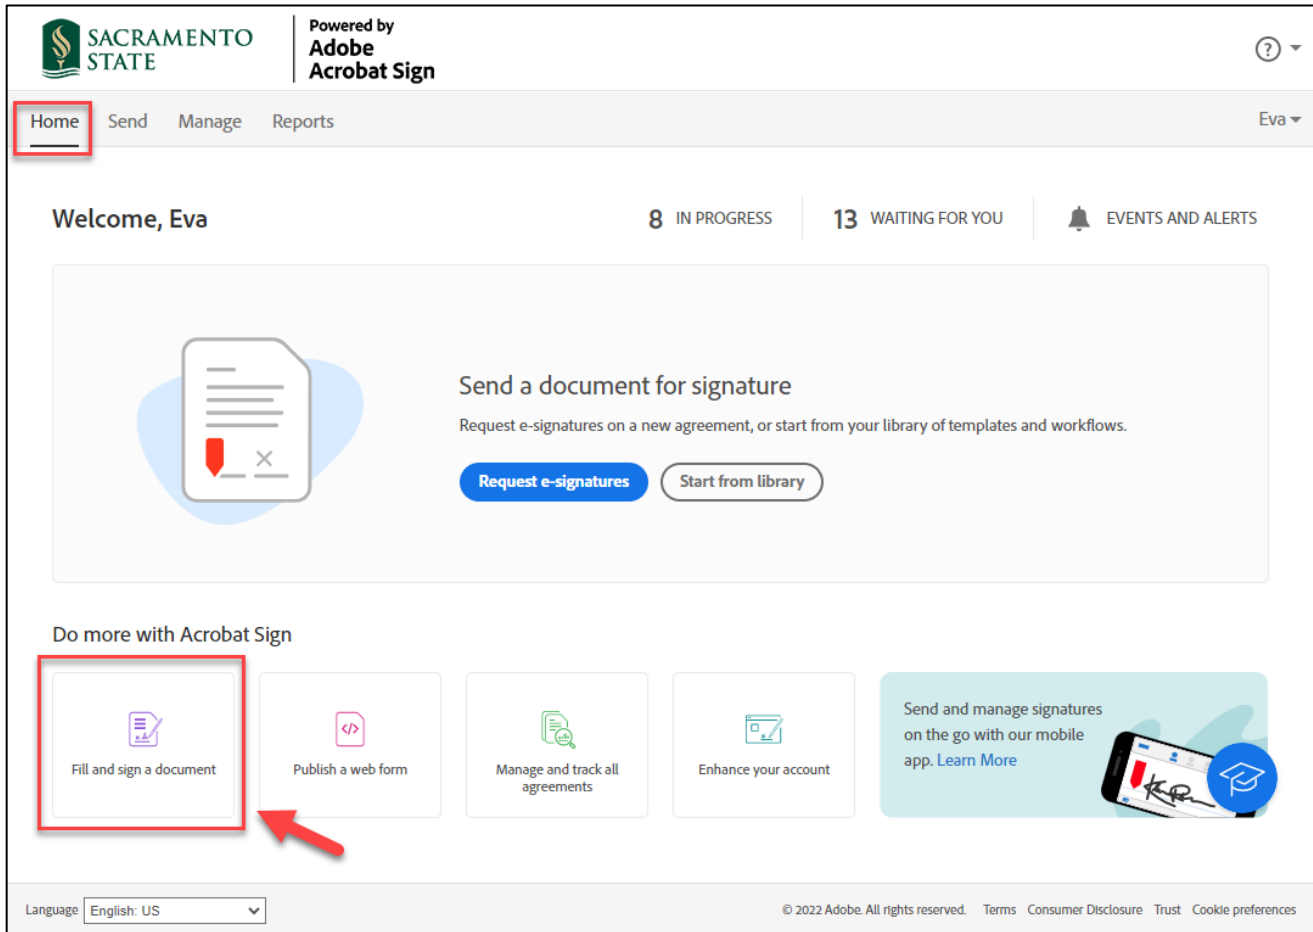 SACRAMENTO
STATE
Powered by
Adobe
Acrobat Sign
?
Home Send Manage Reports Eva
Welcome, Eva
8 IN PROGRESS 13 WAITING FOR YOU EVENTS AND ALERTS
Send a document for signature
Request e-signatures on a new agreement, or start from your library of templates and workflows.
Request e-signatures Start from library
Do more with Acrobat Sign
Fill and sign a document
Publish a web form
Manage and track all
agreements
Enhance your account
Send and manage signatures
on the go with our mobile
app. Learn More
Language English: US © 2022 Adobe. All rights reserved. Terms Consumer Disclosure Trust Cookie preferences